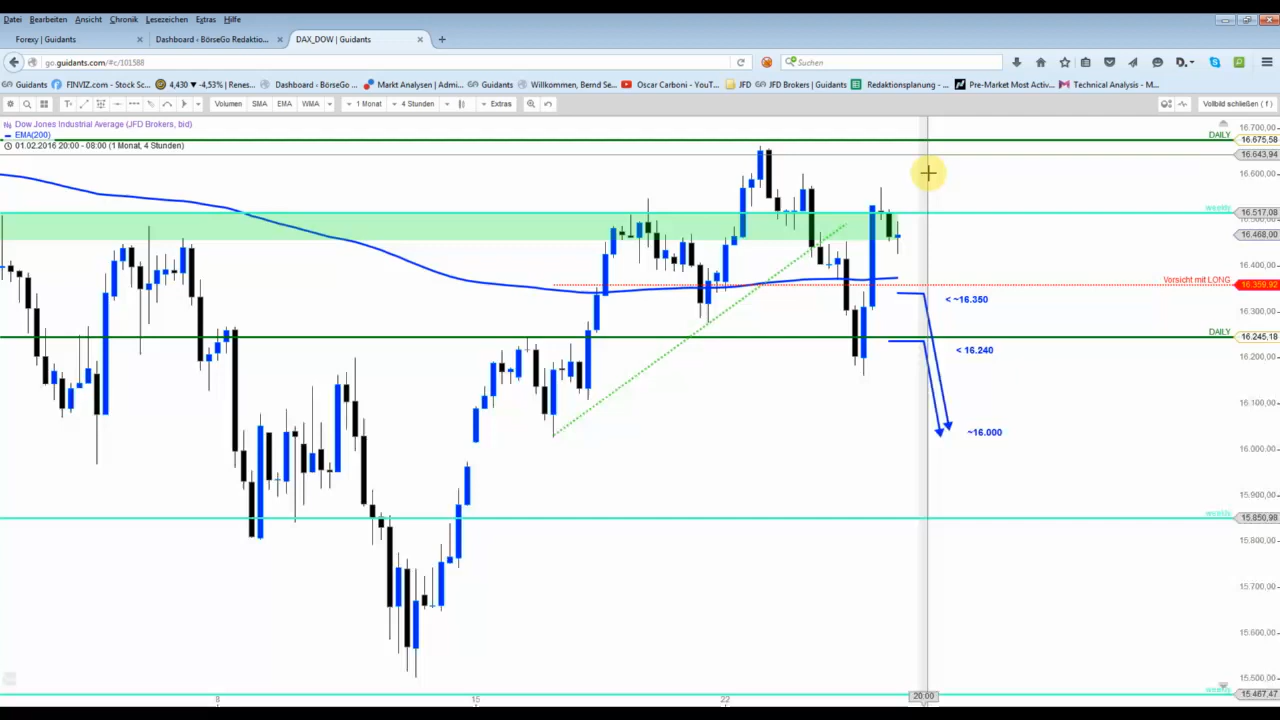 Datei Bearbeiten Ansicht Chronik Lesezeichen Extras Hilfe
Forexy | Guidants × Dashboard ‹ BörseGo Redaktio... × DAX_DOW | Guidants × +
go.guidants.com/#c/101588 Suchen
Guidants FINVIZ.com - Stock Sc... 4,430 ▼ -4,53% | Renes... Dashboard ‹ BörseGo ... Markt Analysen | Admi... Guidants Willkommen, Bernd Se... Oscar Carboni - YouT... JFD JFD Brokers | Guidants Redaktionsplanung - ... Pre-Market Most Activ... Technical Analysis - M...
Volumen SMA EMA WMA 1 Monat 4 Stunden Extras Vollbild schließen ( f )
Dow Jones Industrial Average (JFD Brokers, bid)
EMA(200)
01.02.2016 20:00 - 08:00 (1 Monat, 4 Stunden)
16.700,00
DAILY 16.675,58
16.643,94
16.600,00
weekly 16.517,08
16.468,00
16.400,00
Vorsicht mit LONG 16.359,92
< ~16.350
16.300,00
DAILY 16.245,18
< 16.240
16.200,00
16.100,00
~16.000
16.000,00
15.900,00
weekly 15.850,98
15.800,00
15.700,00
15.600,00
15.500,00
weekly 15.467,47
8 15 22 20:00